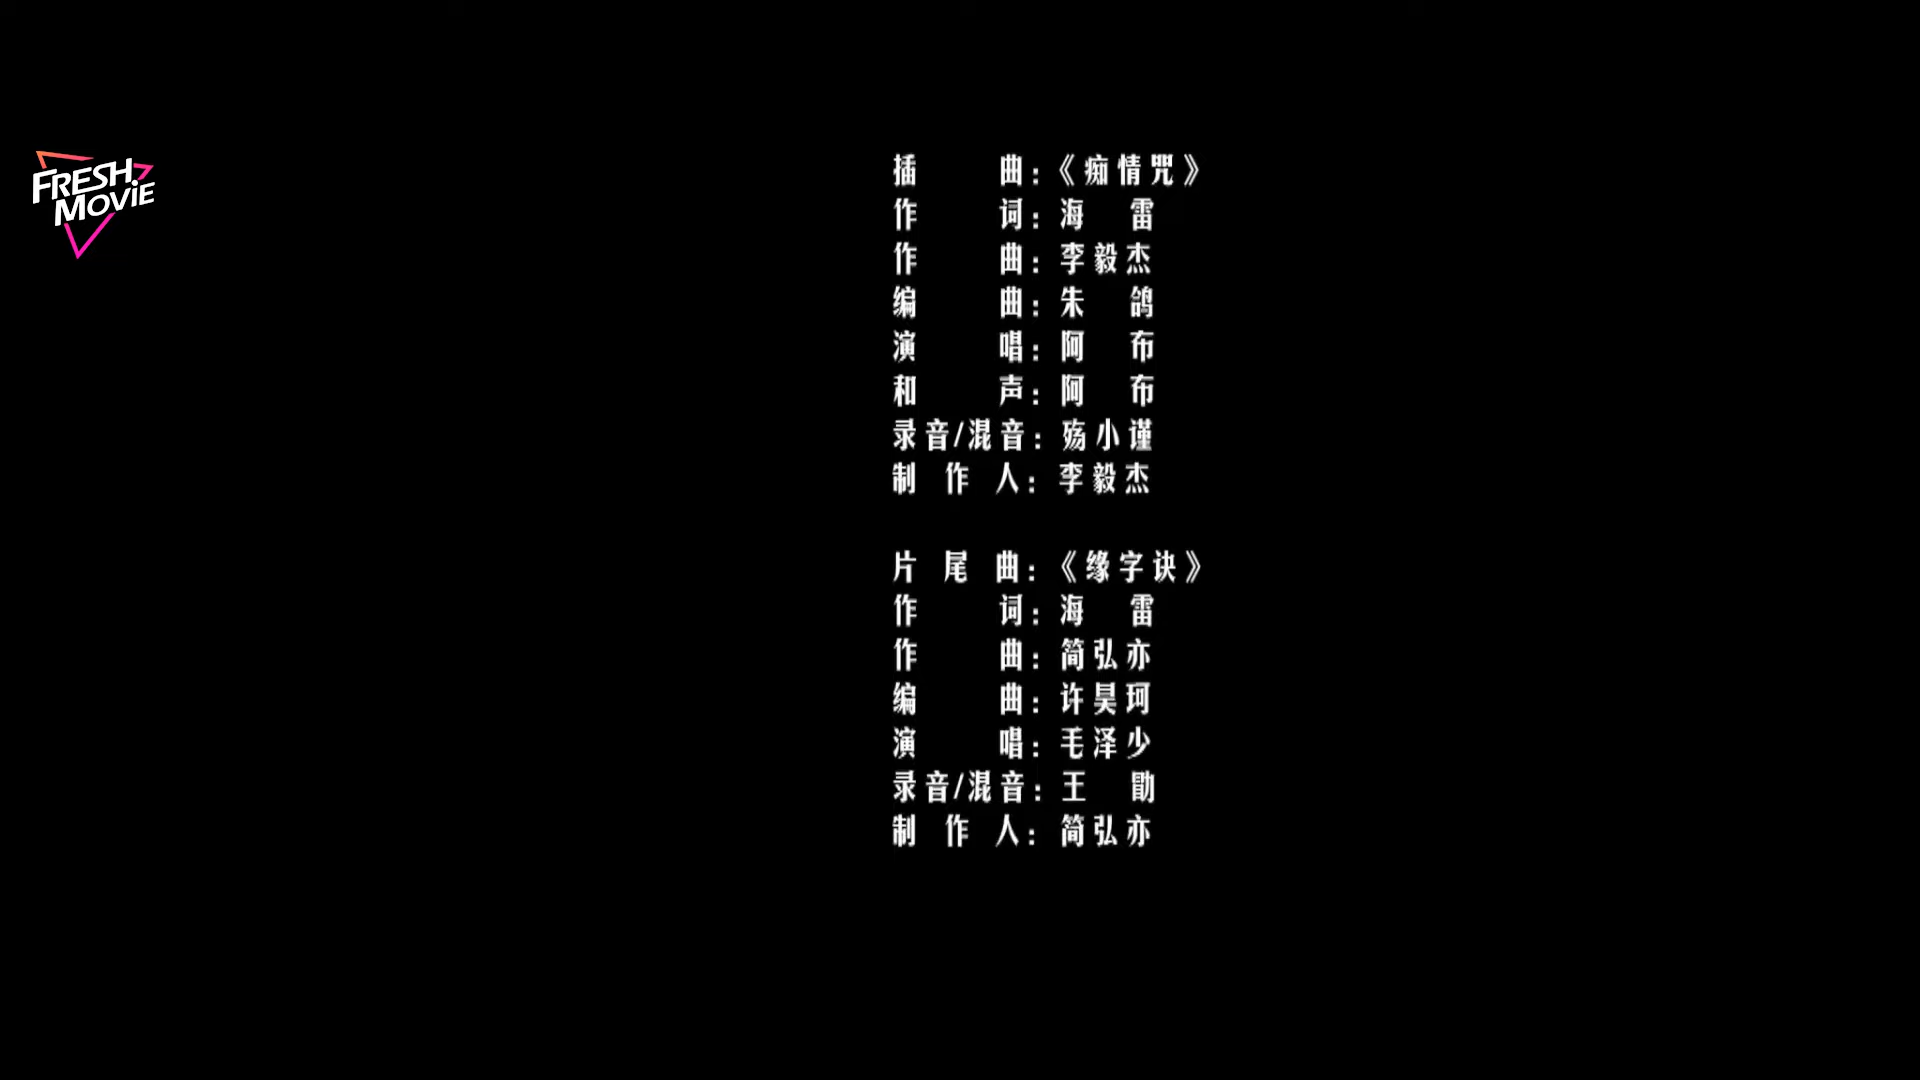 FRESH
MOViE
插曲：《痴情咒》
作词：海雷
作曲：李毅杰
编曲：朱鸽
演唱：阿布
和声：阿布
录音/混音：殇小谨
制作人：李毅杰
片尾曲：《缘字诀》
作词：海雷
作曲：简弘亦
编曲：许昊珂
演唱：毛泽少
录音/混音：王勖
制作人：简弘亦